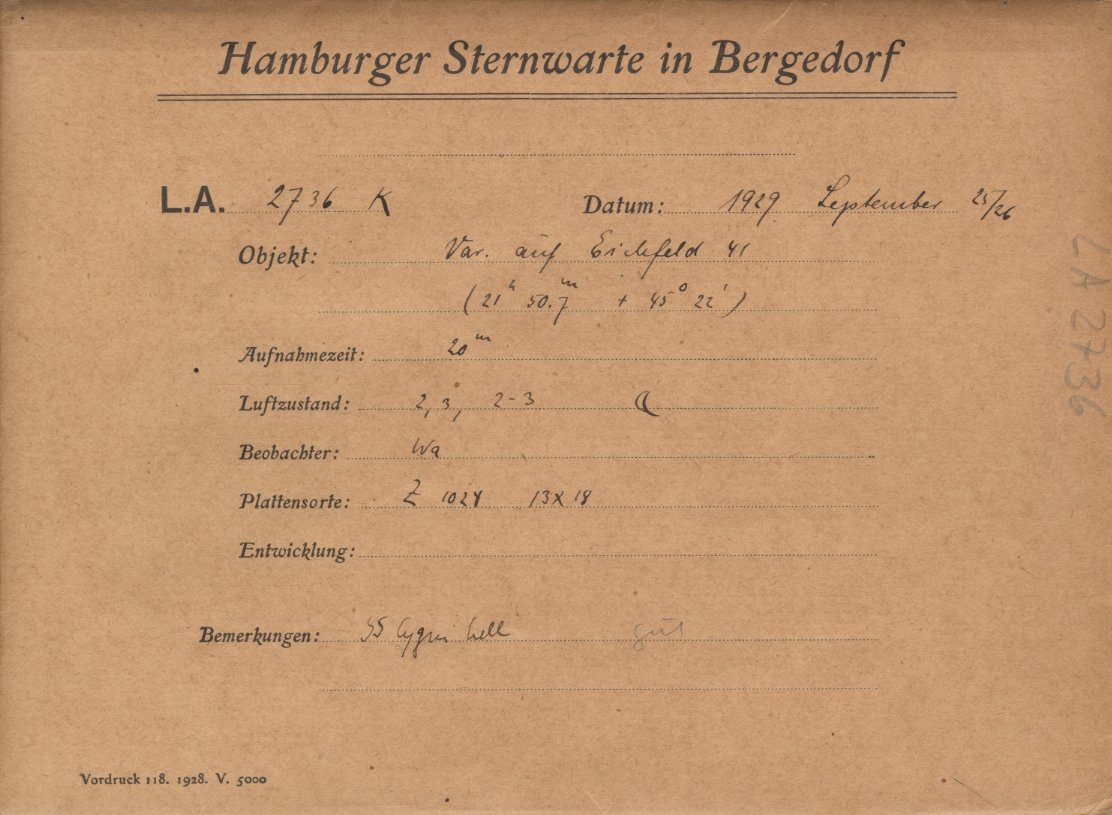 Hamburger Sternwarte in Bergedorf
L.A. 2736 K Datum: 1929 September 25/26
Objekt: Var. auf Eichfeld 41
(21h 50.7m + 45° 22')
Aufnahmezeit: 20m
Luftzustand: 2, 3, 2-3 ☾
Beobachter: Wa
Plattensorte: Z 1024 13x18
Entwicklung:
Bemerkungen: SS Cygni hell gut
Vordruck 118. 1928. V. 5000
LA 2736